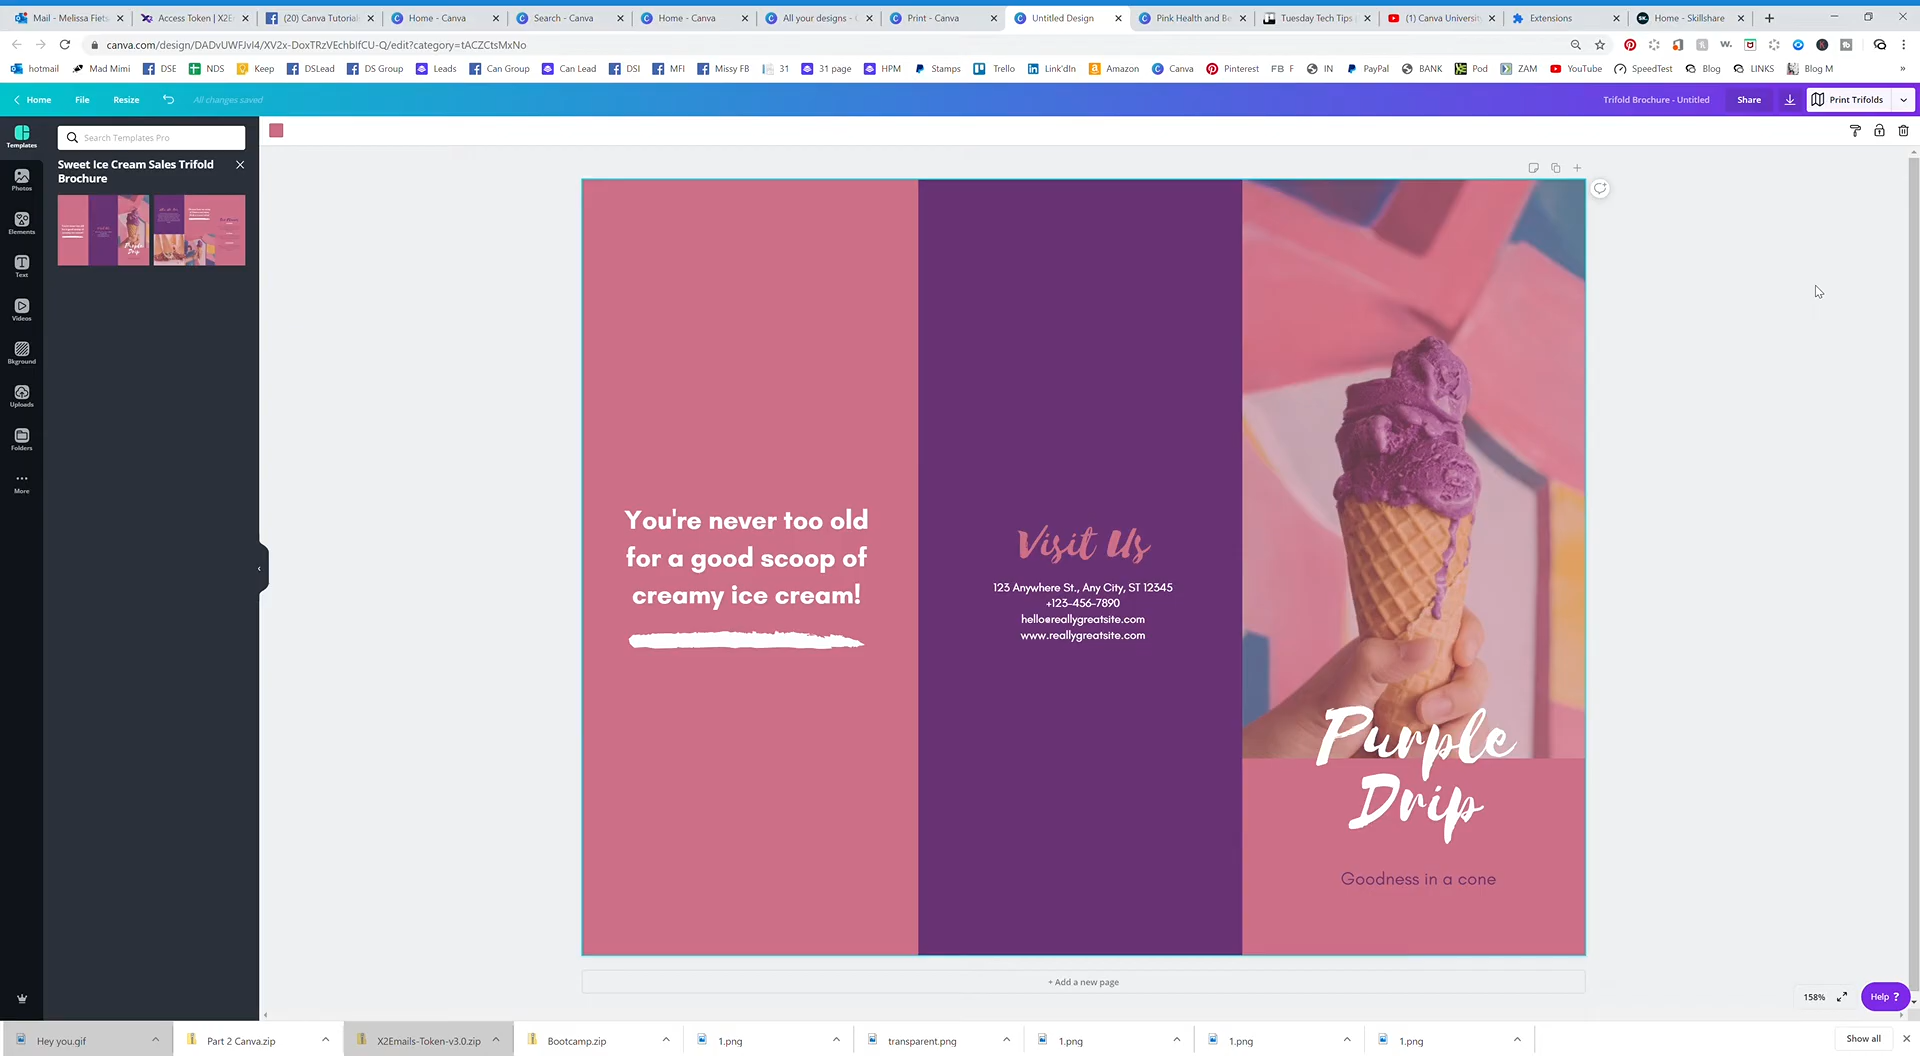 Mail - Melissa Fiets
Access Token | X2E
(20) Canva Tutorial
Home - Canva
Search - Canva
Home - Canva
All your designs -
Print - Canva
Untitled Design
Pink Health and Be
Tuesday Tech Tips
(1) Canva Universit
Extensions
Home - Skillshare
canva.com/design/DADvUWFJvI4/XV2x-DoxTRzVEchbIfCU-Q/edit?category=tACZCtsMxNo
hotmail
Mad Mimi
DSE
NDS
Keep
DSLead
DS Group
Leads
Can Group
Can Lead
DSI
MFI
Missy FB
31
31 page
HPM
Stamps
Trello
Link'dIn
Amazon
Canva
Pinterest
FB F
IN
PayPal
BANK
Pod
ZAM
YouTube
SpeedTest
Blog
LINKS
Blog M
Home
File
Resize
All changes saved
Trifold Brochure - Untitled
Share
Print Trifolds
Templates
Photos
Elements
Text
Videos
Bkground
Uploads
Folders
More
Search Templates Pro
Sweet Ice Cream Sales Trifold
Brochure
You're never too old
for a good scoop of
creamy ice cream!
Visit Us
123 Anywhere St., Any City, ST 12345
+123-456-7890
hello@reallygreatsite.com
www.reallygreatsite.com
Purple
Drip
Goodness in a cone
+ Add a new page
158%
Help ?
Hey you.gif
Part 2 Canva.zip
X2Emails-Token-v3.0.zip
Bootcamp.zip
1.png
transparent.png
1.png
1.png
1.png
Show all